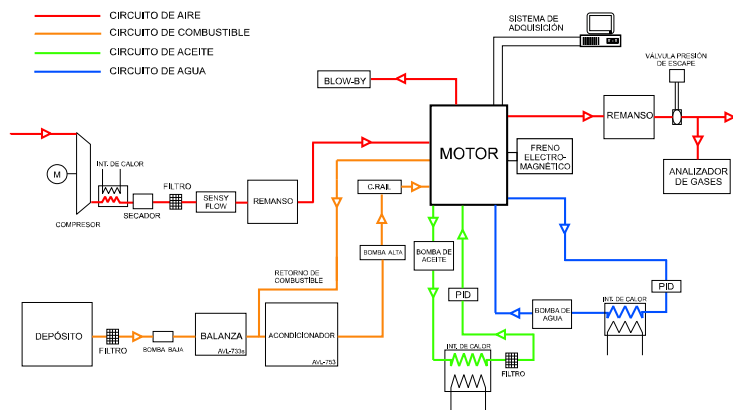 CIRCUITO DE AIRE
CIRCUITO DE COMBUSTIBLE
CIRCUITO DE ACEITE
CIRCUITO DE AGUA
SISTEMA DE
ADQUISICIÓN
VÁLVULA PRESIÓN
DE ESCAPE
BLOW-BY
MOTOR
REMANSO
FRENO
ELECTRO-
MAGNÉTICO
ANALIZADOR
DE GASES
M
COMPRESOR
INT. DE CALOR
SECADOR
FILTRO
SENSY
FLOW
REMANSO
C.RAIL
BOMBA ALTA
BOMBA
DE
ACEITE
PID
RETORNO DE
COMBUSTÍBLE
DEPÓSITO
FILTRO
BOMBA BAJA
BALANZA
AVL-733s
ACONDICIONADOR
AVL-753
INT. DE CALOR
FILTRO
BOMBA
DE
AGUA
INT. DE CALOR
PID